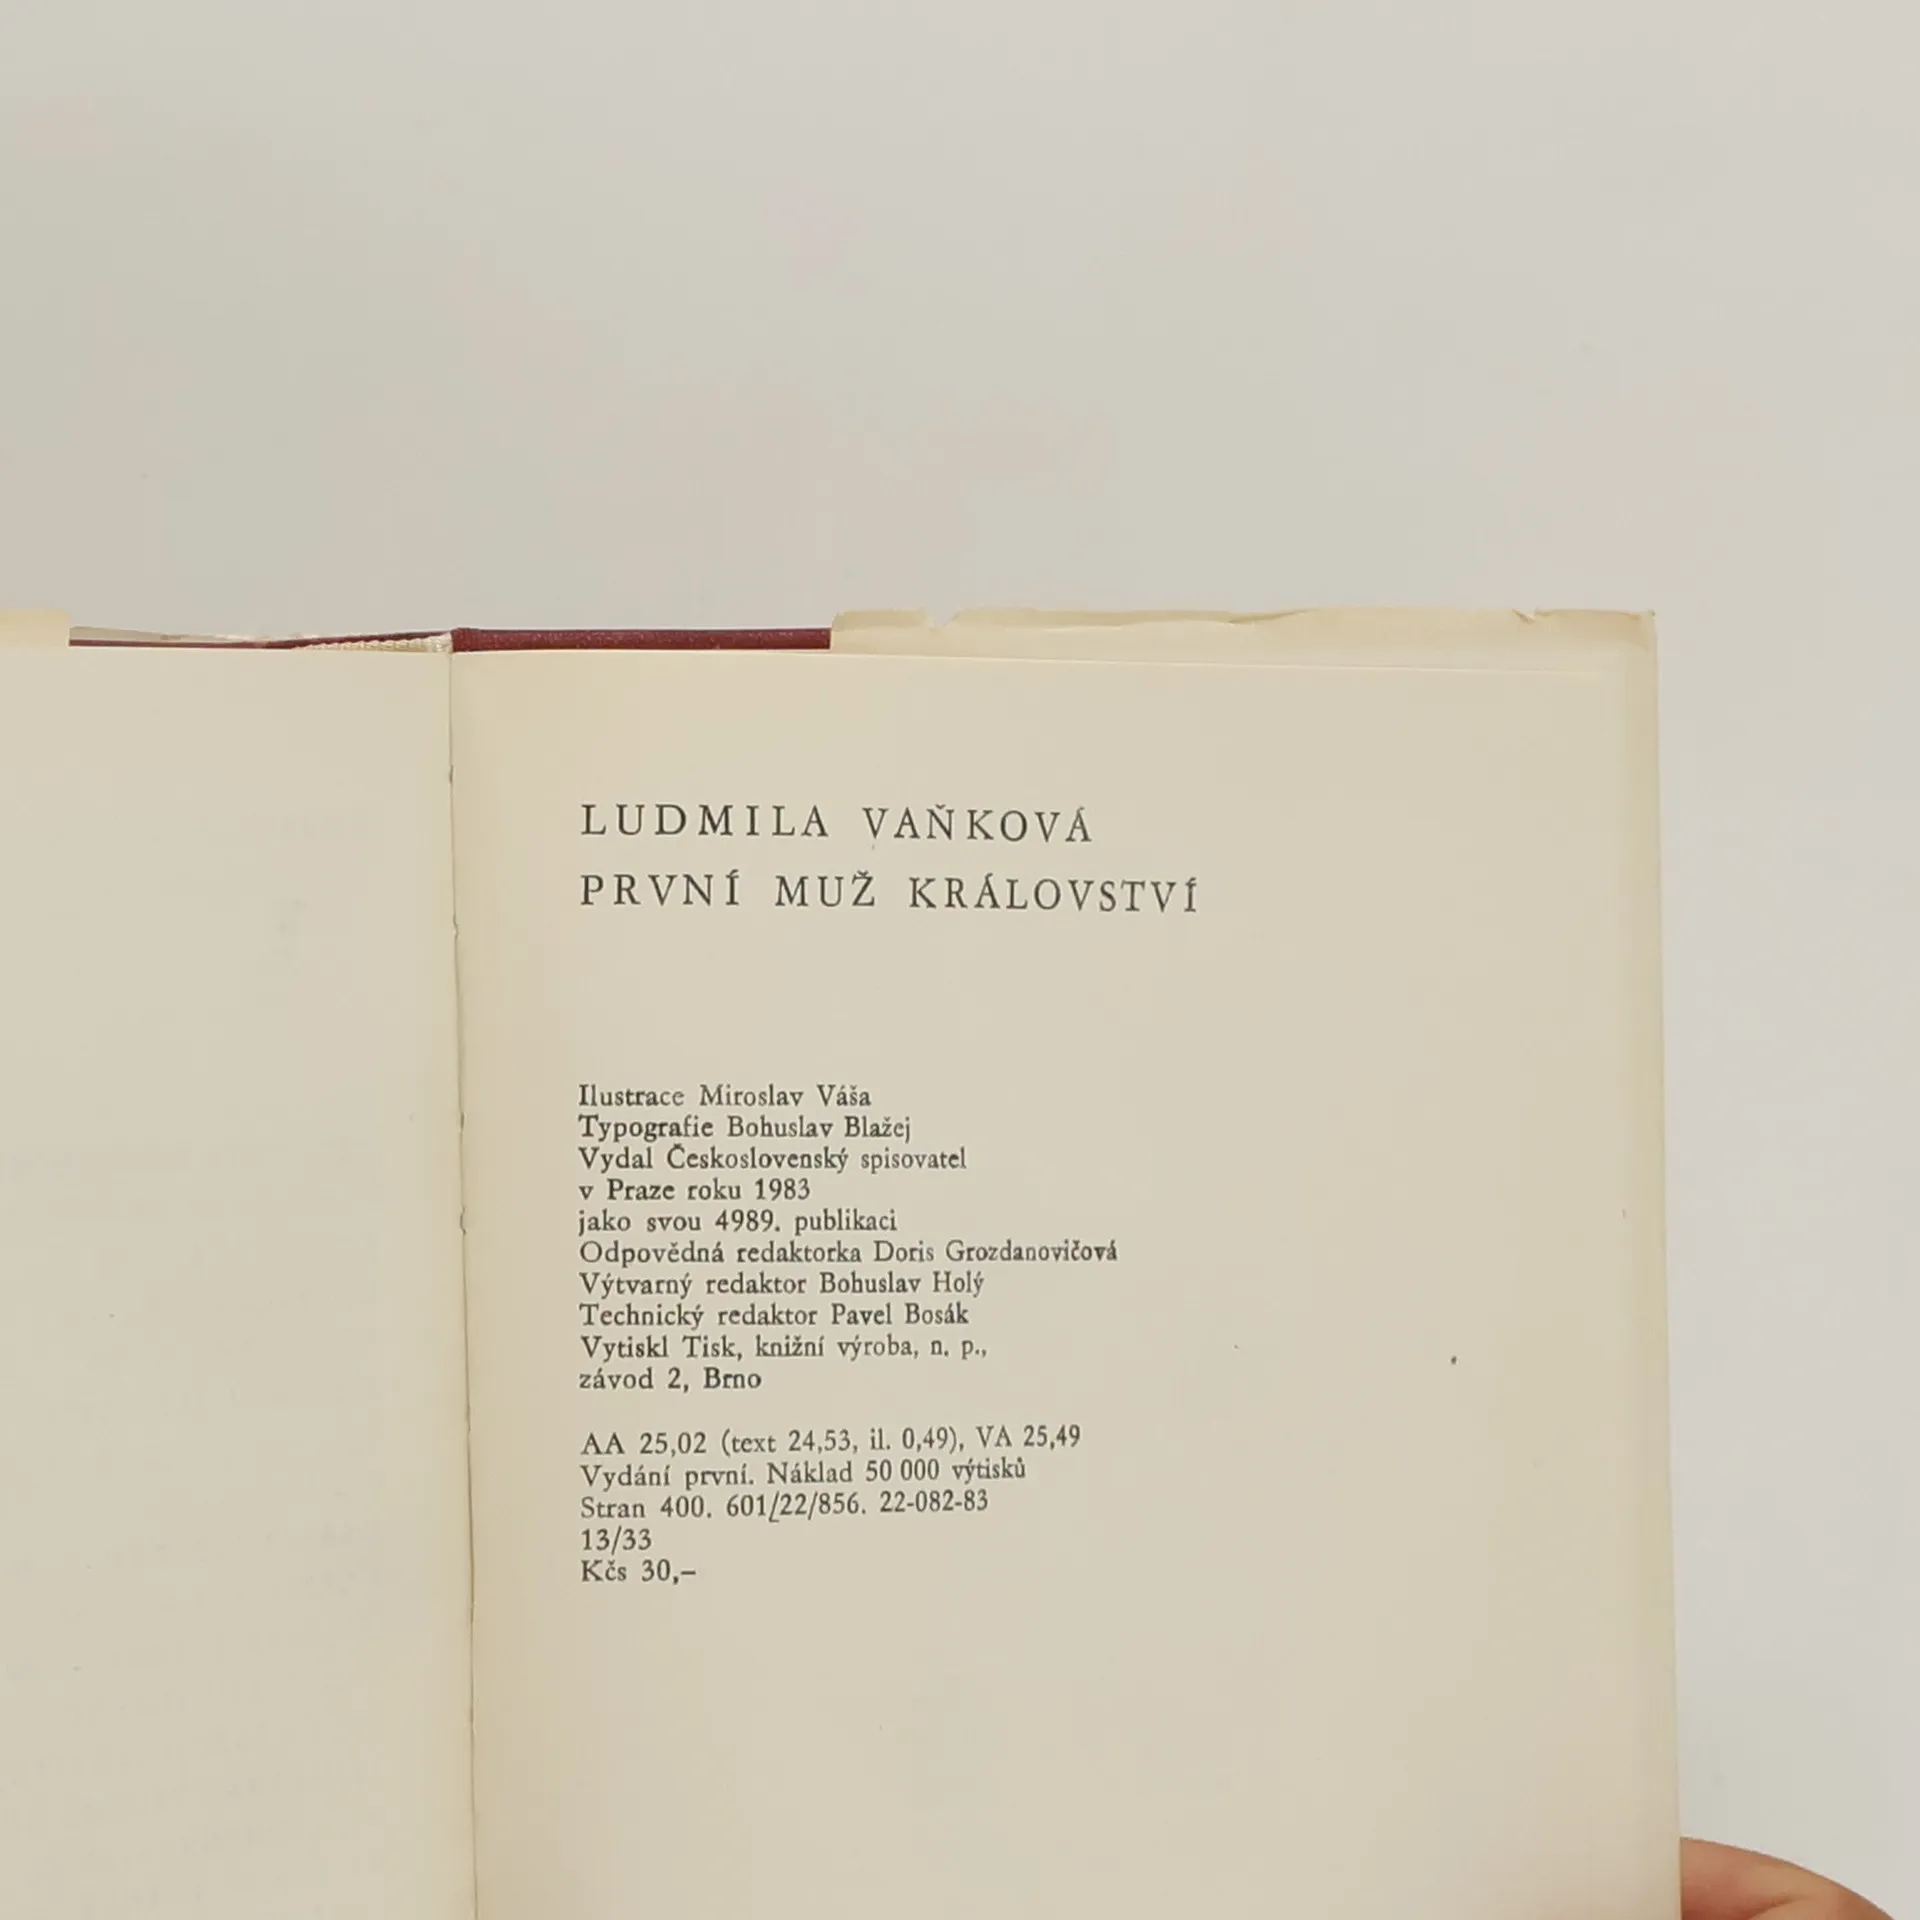 LUDMILA VAŇKOVÁ
PRVNÍ MUŽ KRÁLOVSTVÍ
Ilustrace Miroslav Váša
Typografie Bohuslav Blažej
Vydal Československý spisovatel
v Praze roku 1983
jako svou 4989. publikaci
Odpovědná redaktorka Doris Grozdanovičová
Výtvarný redaktor Bohuslav Holý
Technický redaktor Pavel Bosák
Vytiskl Tisk, knižní výroba, n. p.,
závod 2, Brno
AA 25,02 (text 24,53, il. 0,49), VA 25,49
Vydání první. Náklad 50 000 výtisků
Stran 400. 601/22/856. 22-082-83
13/33
Kčs 30,–